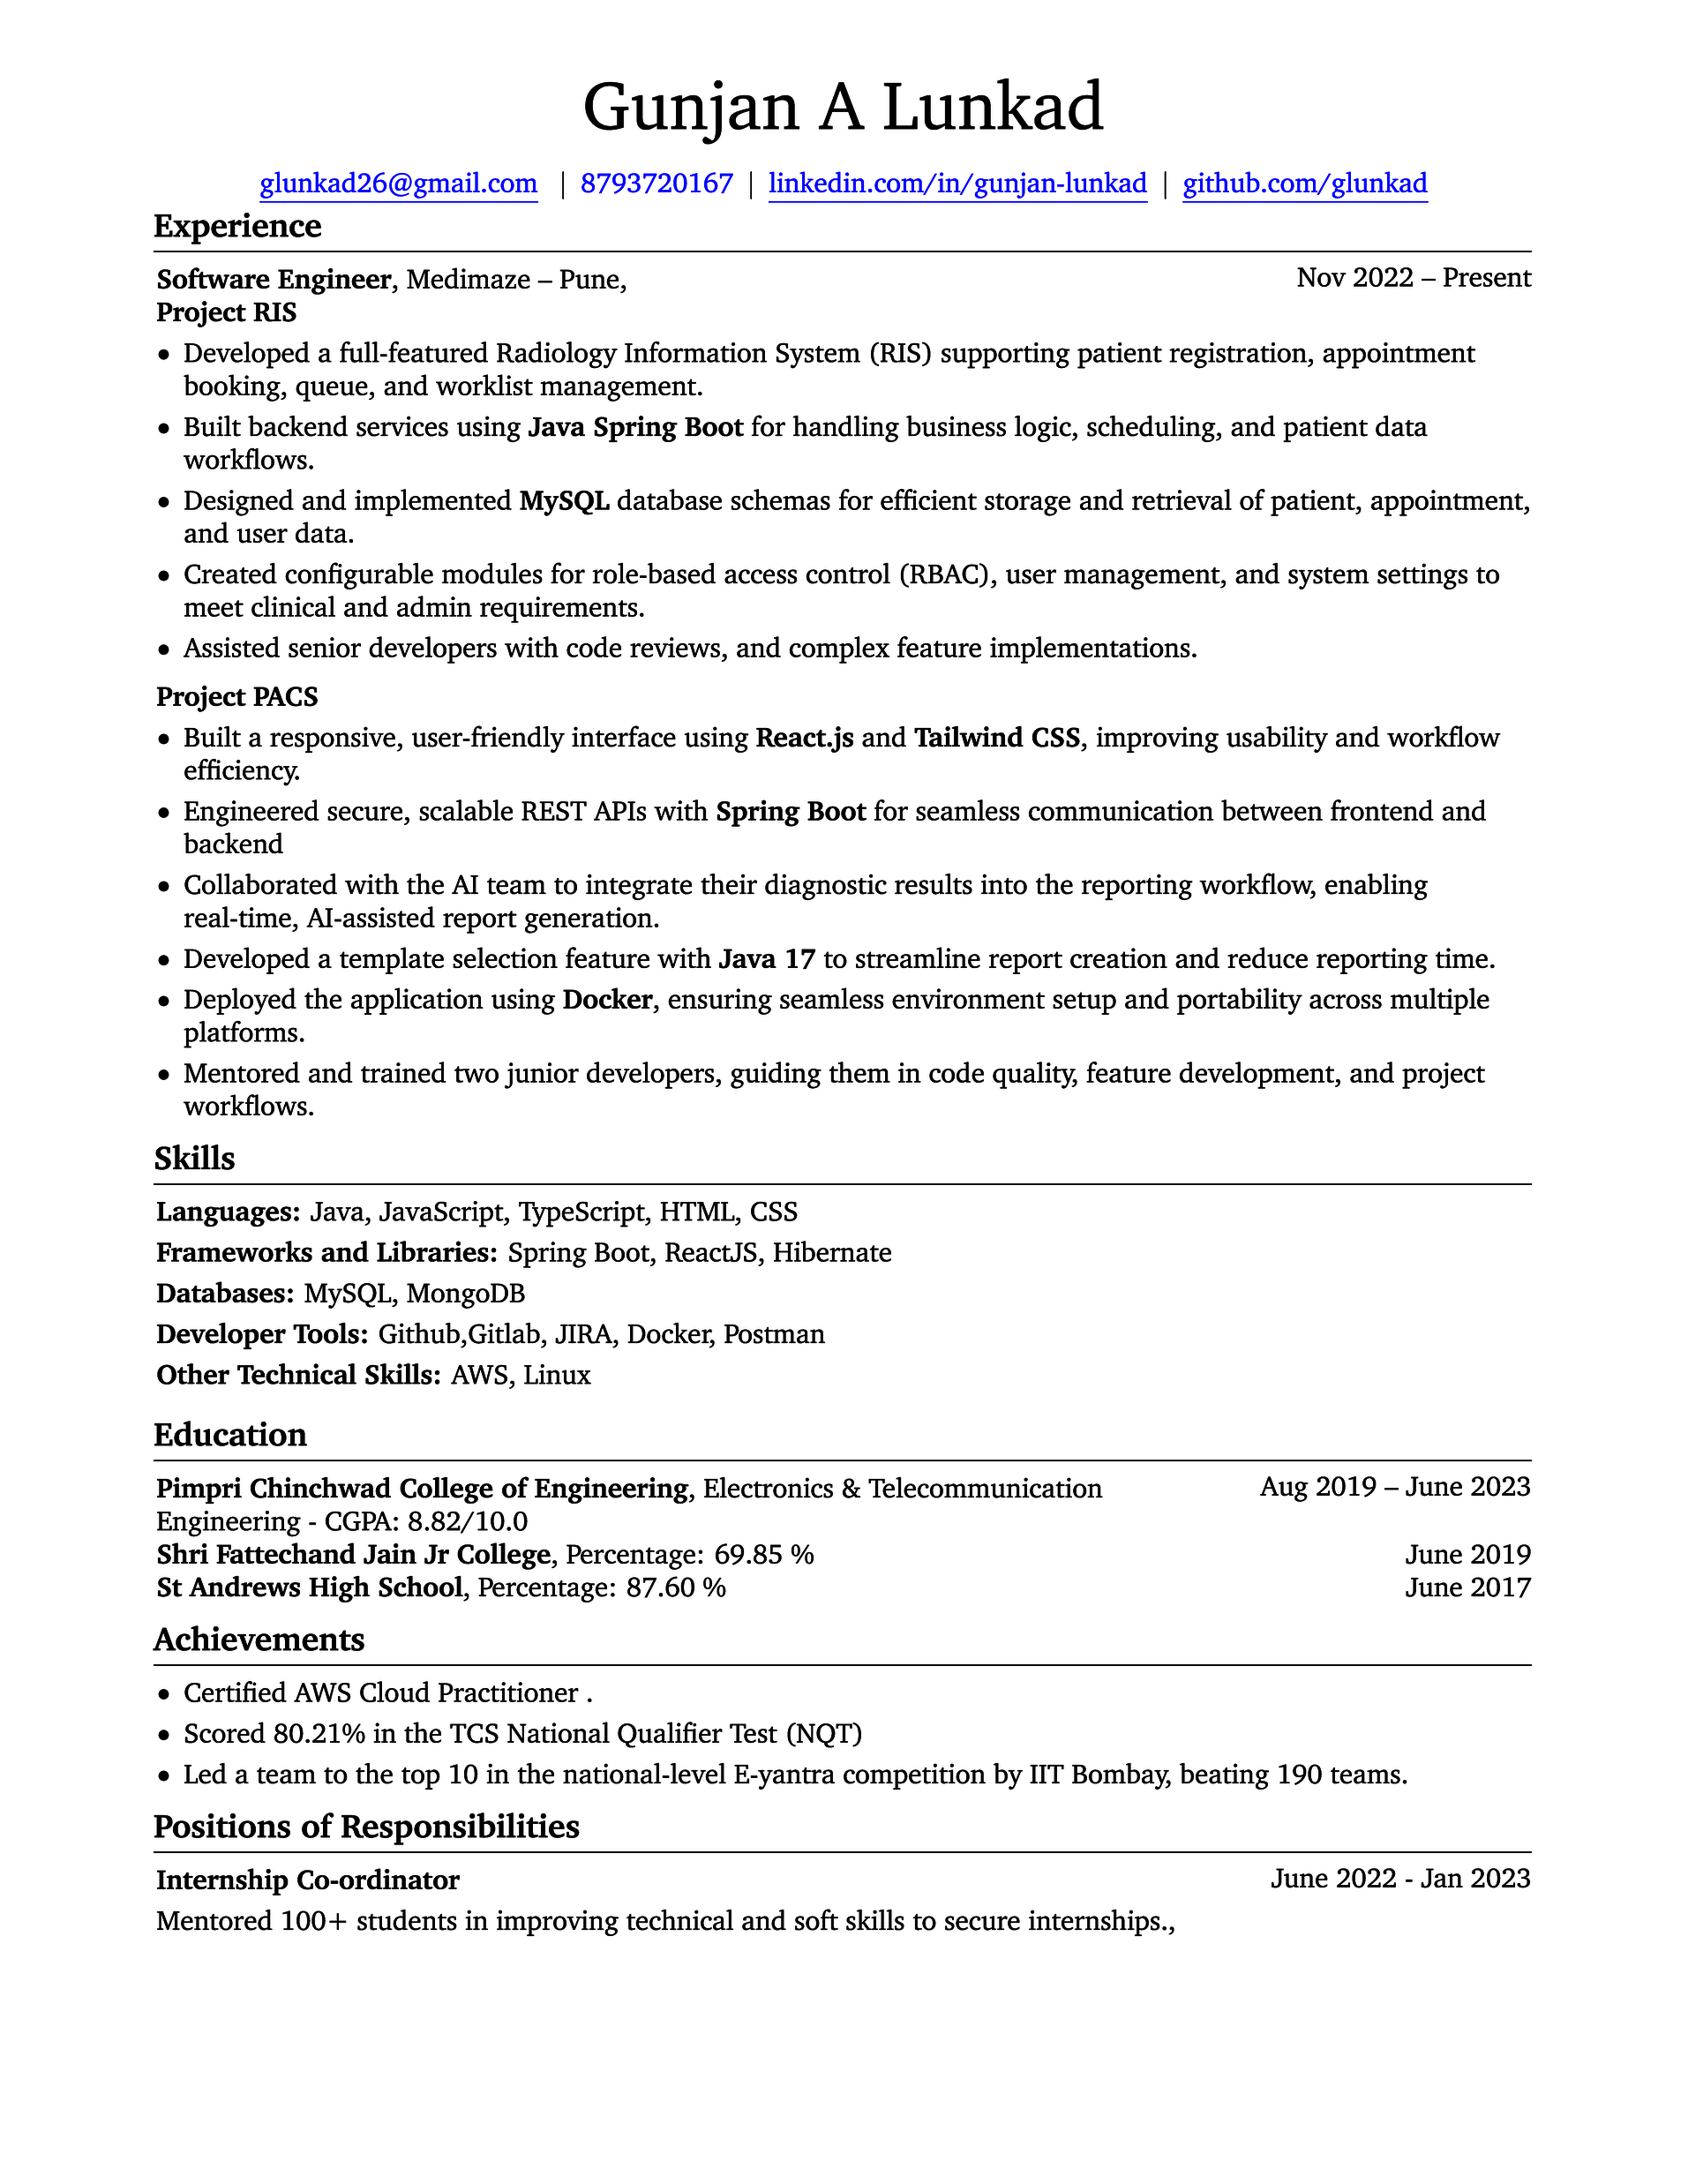 Gunjan A Lunkad
glunkad26@gmail.com | 8793720167 | linkedin.com/in/gunjan-lunkad | github.com/glunkad
Experience
Software Engineer, Medimaze – Pune, Nov 2022 – Present
Project RIS
• Developed a full-featured Radiology Information System (RIS) supporting patient registration, appointment
booking, queue, and worklist management.
• Built backend services using Java Spring Boot for handling business logic, scheduling, and patient data
workflows.
• Designed and implemented MySQL database schemas for efficient storage and retrieval of patient, appointment,
and user data.
• Created configurable modules for role-based access control (RBAC), user management, and system settings to
meet clinical and admin requirements.
• Assisted senior developers with code reviews, and complex feature implementations.
Project PACS
• Built a responsive, user-friendly interface using React.js and Tailwind CSS, improving usability and workflow
efficiency.
• Engineered secure, scalable REST APIs with Spring Boot for seamless communication between frontend and
backend
• Collaborated with the AI team to integrate their diagnostic results into the reporting workflow, enabling
real-time, AI-assisted report generation.
• Developed a template selection feature with Java 17 to streamline report creation and reduce reporting time.
• Deployed the application using Docker, ensuring seamless environment setup and portability across multiple
platforms.
• Mentored and trained two junior developers, guiding them in code quality, feature development, and project
workflows.
Skills
Languages: Java, JavaScript, TypeScript, HTML, CSS
Frameworks and Libraries: Spring Boot, ReactJS, Hibernate
Databases: MySQL, MongoDB
Developer Tools: Github,Gitlab, JIRA, Docker, Postman
Other Technical Skills: AWS, Linux
Education
Pimpri Chinchwad College of Engineering, Electronics & Telecommunication Aug 2019 – June 2023
Engineering - CGPA: 8.82/10.0
Shri Fattechand Jain Jr College, Percentage: 69.85 % June 2019
St Andrews High School, Percentage: 87.60 % June 2017
Achievements
• Certified AWS Cloud Practitioner .
• Scored 80.21% in the TCS National Qualifier Test (NQT)
• Led a team to the top 10 in the national-level E-yantra competition by IIT Bombay, beating 190 teams.
Positions of Responsibilities
Internship Co-ordinator June 2022 - Jan 2023
Mentored 100+ students in improving technical and soft skills to secure internships.,